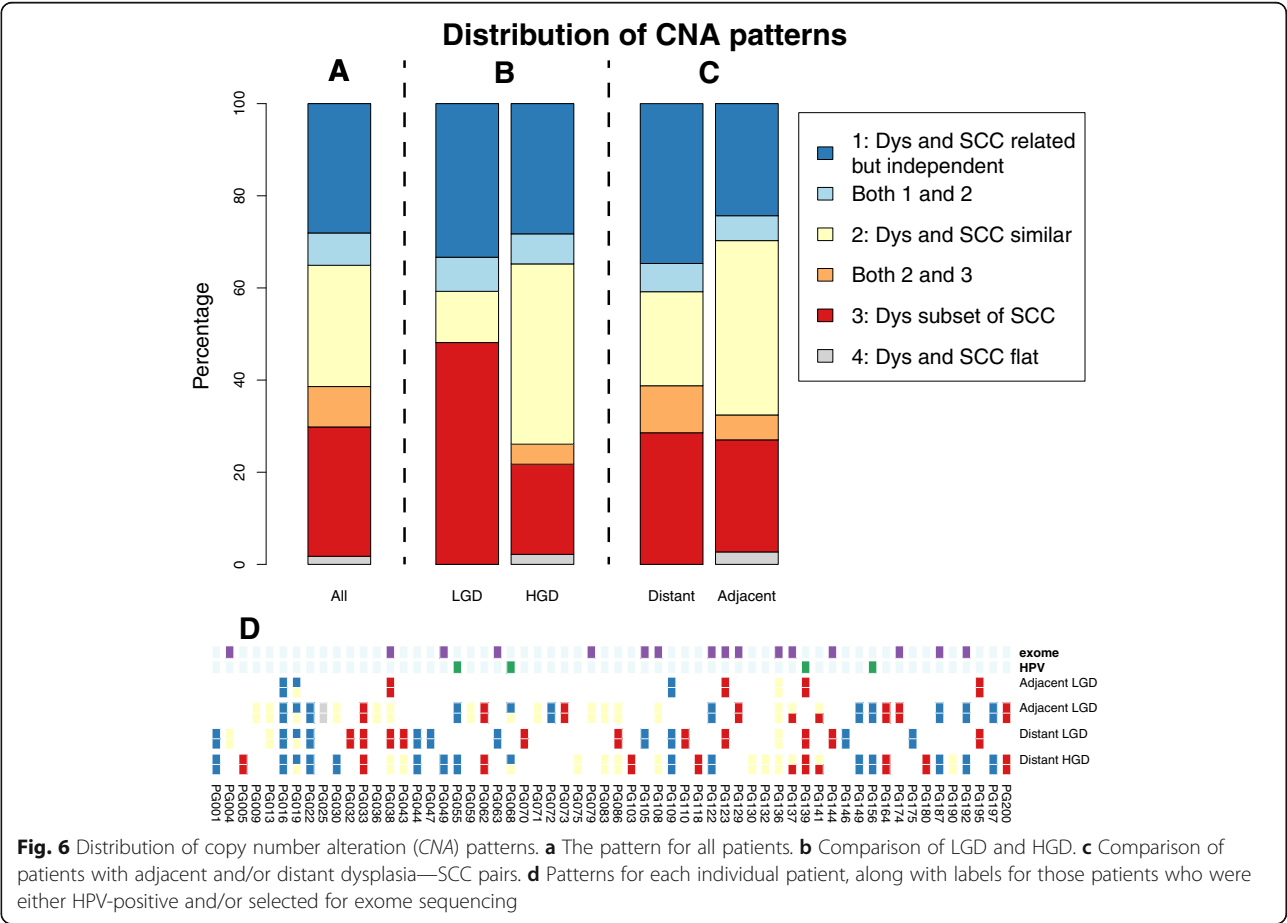 Distribution of CNA patterns
A
B
C
Percentage
100
80
60
40
20
0
All
LGD
HGD
Distant
Adjacent
1: Dys and SCC related
but independent
Both 1 and 2
2: Dys and SCC similar
Both 2 and 3
3: Dys subset of SCC
4: Dys and SCC flat
D
exome
HPV
Adjacent LGD
Adjacent LGD
Distant LGD
Distant HGD
PG001
PG004
PG005
PG009
PG013
PG016
PG019
PG022
PG025
PG030
PG032
PG033
PG036
PG038
PG043
PG044
PG047
PG049
PG055
PG059
PG062
PG063
PG068
PG070
PG071
PG072
PG073
PG075
PG079
PG083
PG086
PG103
PG105
PG108
PG109
PG110
PG118
PG122
PG123
PG129
PG132
PG136
PG137
PG139
PG141
PG144
PG146
PG149
PG156
PG164
PG174
PG175
PG180
PG187
PG190
PG192
PG195
PG197
PG200
Fig. 6 Distribution of copy number alteration (CNA) patterns. a The pattern for all patients. b Comparison of LGD and HGD. c Comparison of
patients with adjacent and/or distant dysplasia—SCC pairs. d Patterns for each individual patient, along with labels for those patients who were
either HPV-positive and/or selected for exome sequencing